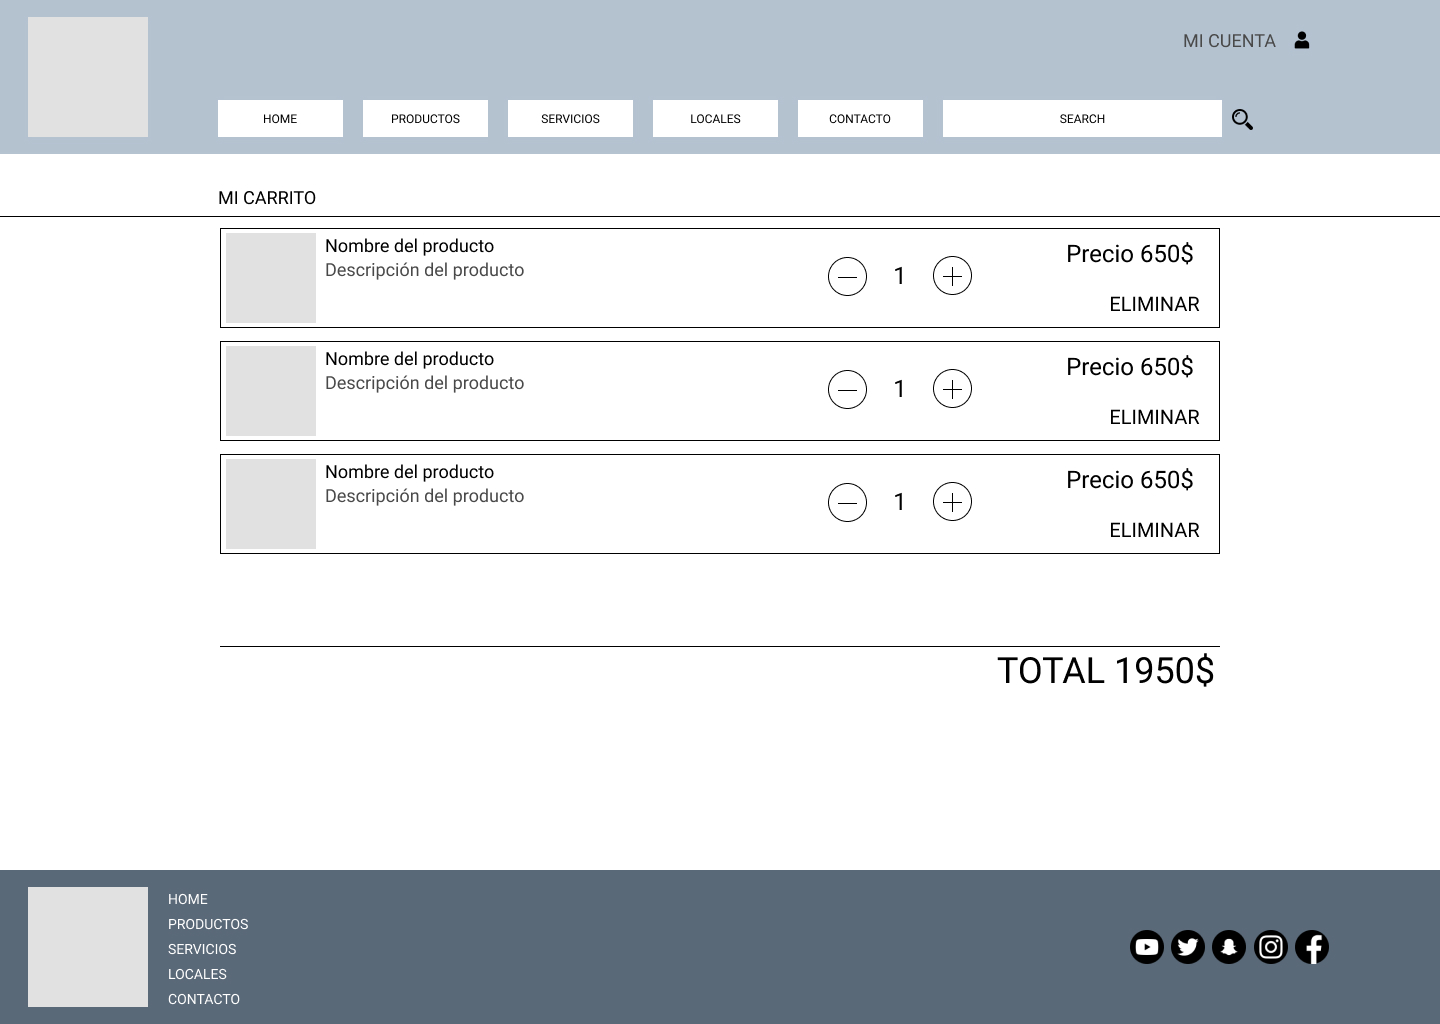 MI CUENTA
HOME
PRODUCTOS
SERVICIOS
LOCALES
CONTACTO
SEARCH
MI CARRITO
Nombre del producto
Descripción del producto
1
Precio 650$
ELIMINAR
Nombre del producto
Descripción del producto
1
Precio 650$
ELIMINAR
Nombre del producto
Descripción del producto
1
Precio 650$
ELIMINAR
TOTAL 1950$
HOME
PRODUCTOS
SERVICIOS
LOCALES
CONTACTO